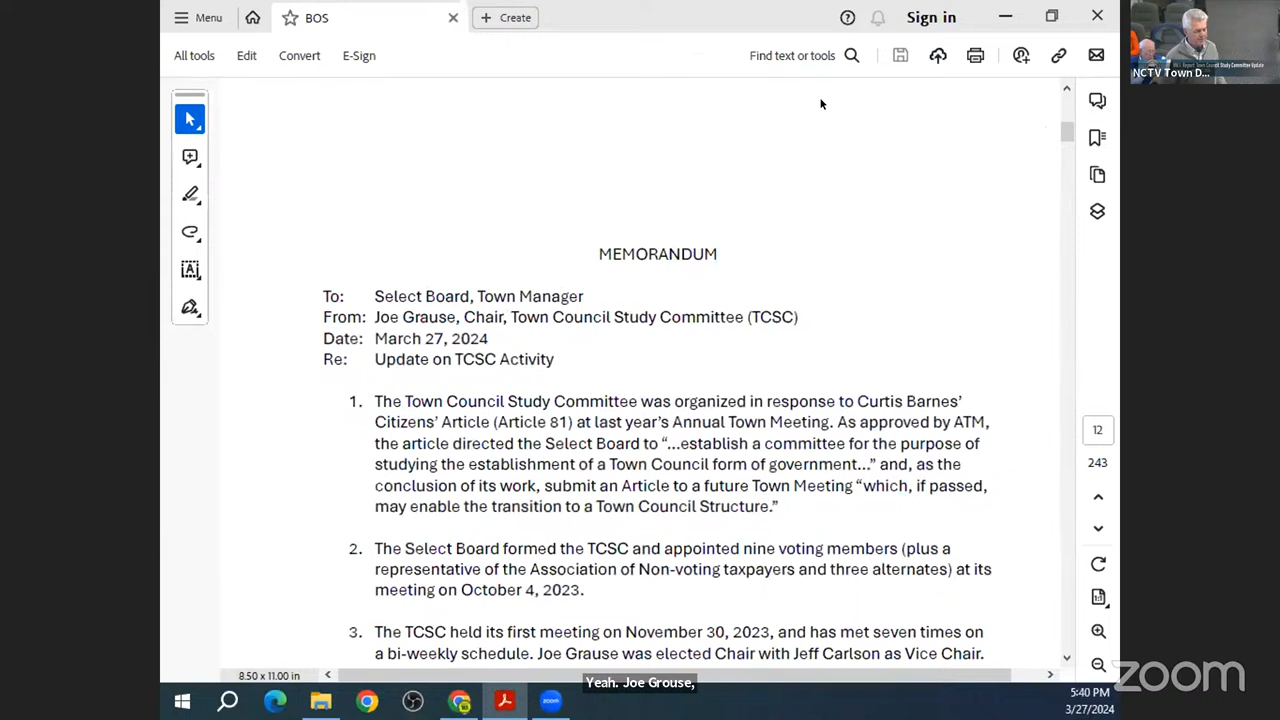 Menu
BOS
Create
Sign in
All tools
Edit
Convert
E-Sign
Find text or tools
NCTV Town D...
MEMORANDUM
To: Select Board, Town Manager
From: Joe Grause, Chair, Town Council Study Committee (TCSC)
Date: March 27, 2024
Re: Update on TCSC Activity
1. The Town Council Study Committee was organized in response to Curtis Barnes’
Citizens’ Article (Article 81) at last year’s Annual Town Meeting. As approved by ATM,
the article directed the Select Board to “...establish a committee for the purpose of
studying the establishment of a Town Council form of government...” and, as the
conclusion of its work, submit an Article to a future Town Meeting “which, if passed,
may enable the transition to a Town Council Structure.”
2. The Select Board formed the TCSC and appointed nine voting members (plus a
representative of the Association of Non-voting taxpayers and three alternates) at its
meeting on October 4, 2023.
3. The TCSC held its first meeting on November 30, 2023, and has met seven times on
a bi-weekly schedule. Joe Grause was elected Chair with Jeff Carlson as Vice Chair.
12
243
8.50 x 11.00 in
Yeah. Joe Grouse,
zoom
5:40 PM
3/27/2024
zoom